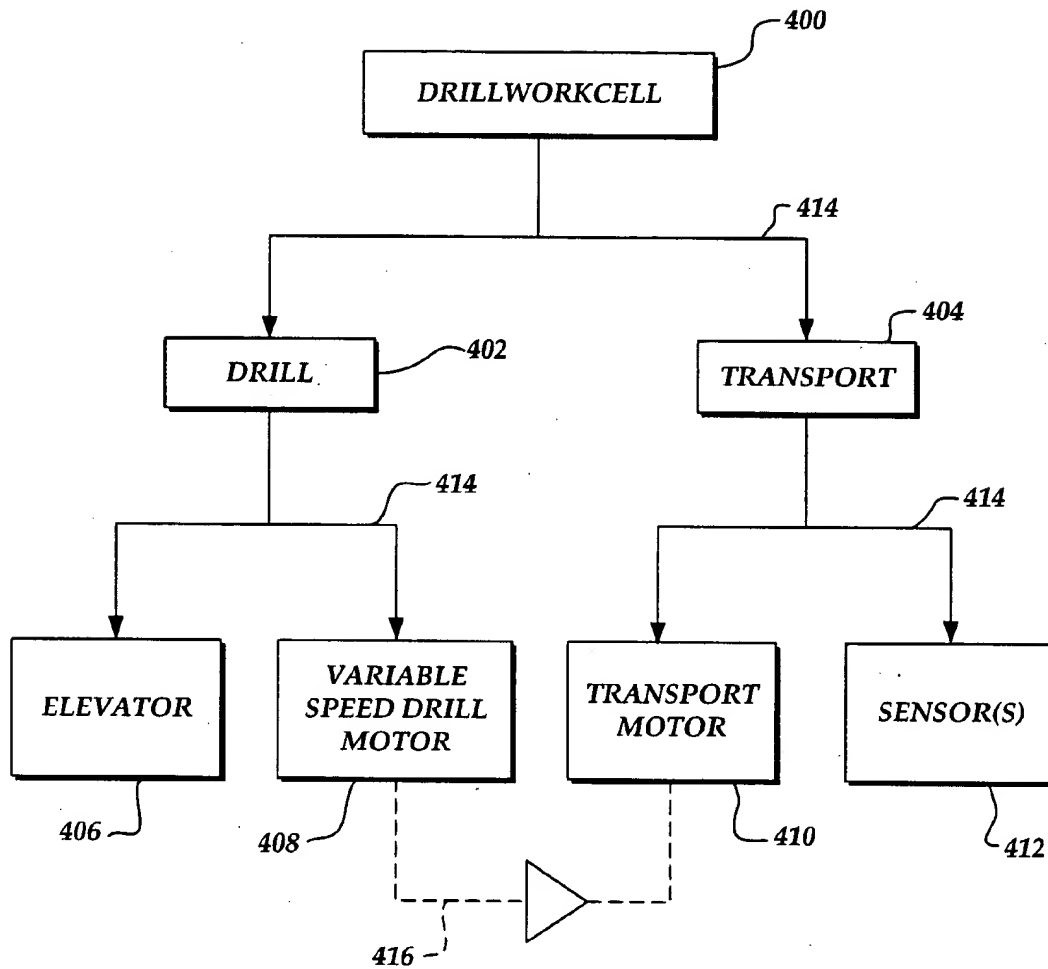 400
DRILLWORKCELL
414
404
402
DRILL
TRANSPORT
414
414
ELEVATOR
VARIABLE
SPEED DRILL
MOTOR
TRANSPORT
MOTOR
SENSOR(S)
406
408
410
412
416